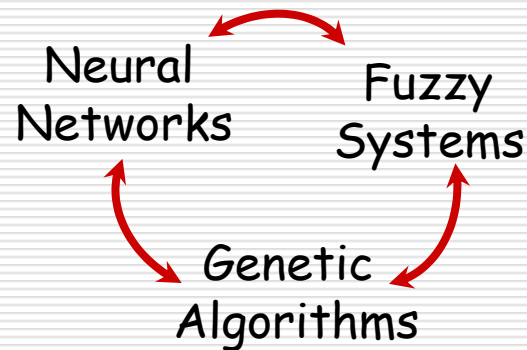 Neural
Networks
Fuzzy
Systems
Genetic
Algorithms